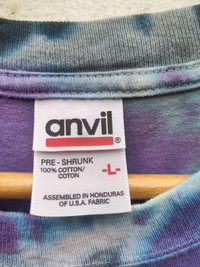 anvil
PRE - SHRUNK
100% COTTON/
COTON
-L-
ASSEMBLED IN HONDURAS
OF U.S.A. FABRIC